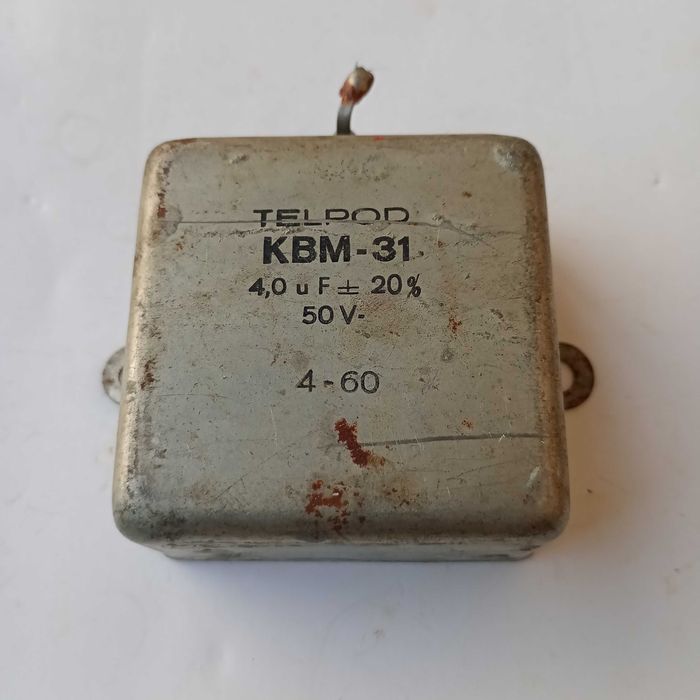 TELPOD
KBM-31
4,0 uF ± 20%
50 V-
4-60